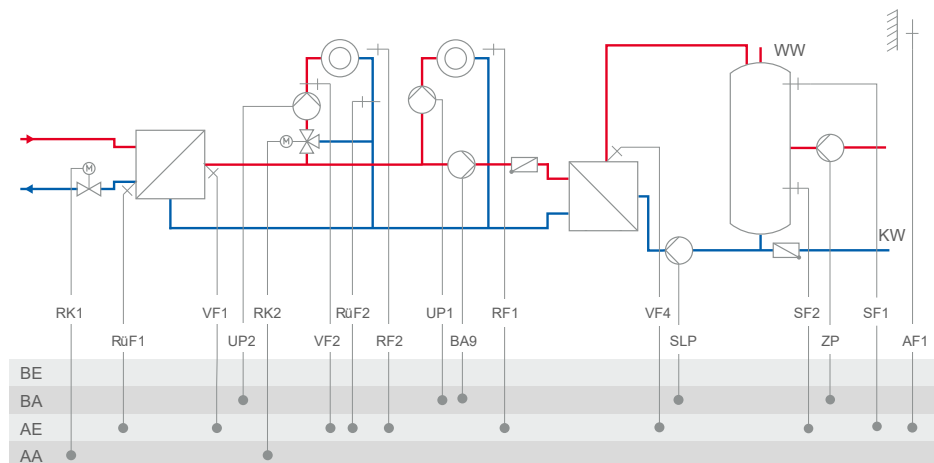 WW
M
M
KW
RK1 VF1 RK2 RüF2 UP1 RF1 VF4 SF2 SF1
RüF1 UP2 VF2 RF2 BA9 SLP ZP AF1
BE
BA
AE
AA